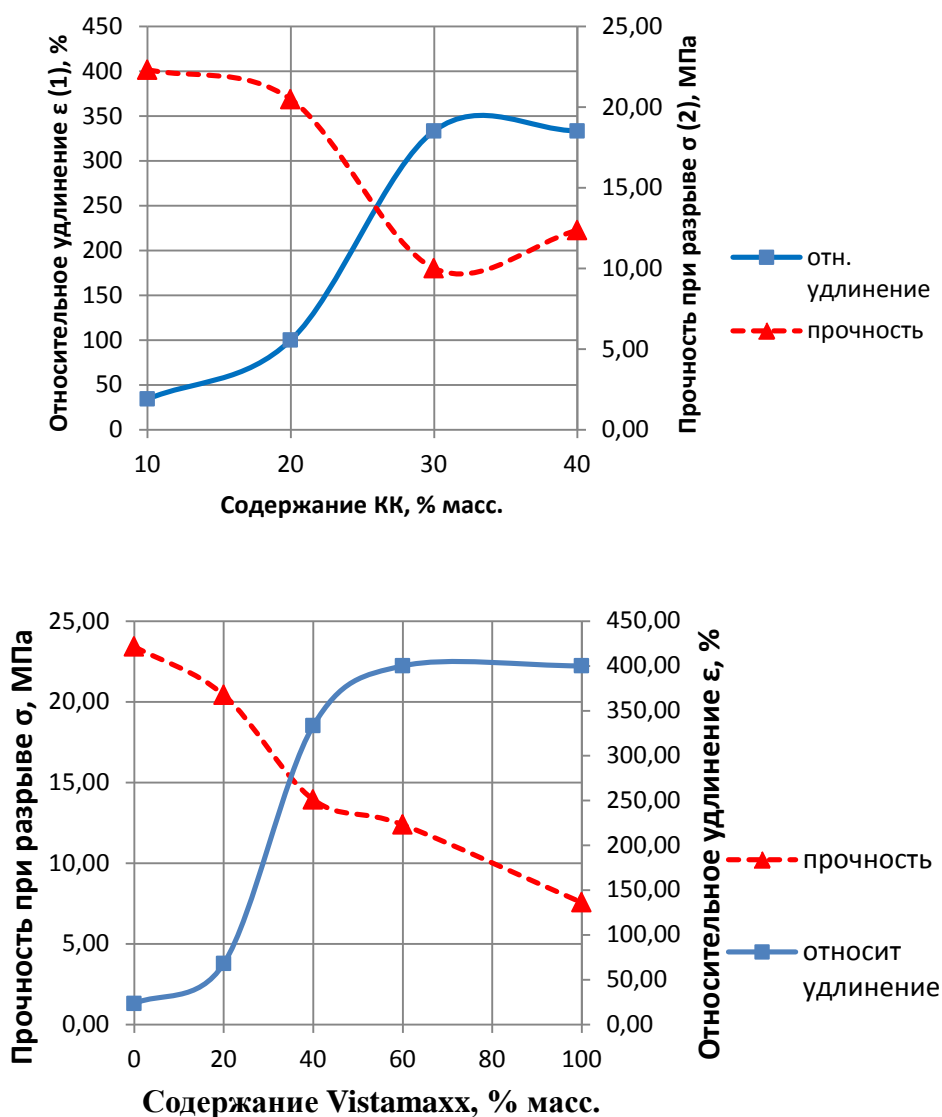 Относительное удлинение ε (1), %
450
400
350
300
250
200
150
100
50
0
25,00
20,00
15,00
10,00
5,00
0,00
Прочность при разрыве σ (2), МПа
10 20 30 40
Содержание КК, % масс.
отн.
удлинение
прочность
Прочность при разрыве σ, МПа
25,00
20,00
15,00
10,00
5,00
0,00
450,00
400,00
350,00
300,00
250,00
200,00
150,00
100,00
50,00
0,00
Относительное удлинение ε, %
0 20 40 60 80 100
Содержание Vistamaxx, % масс.
прочность
относит
удлинение